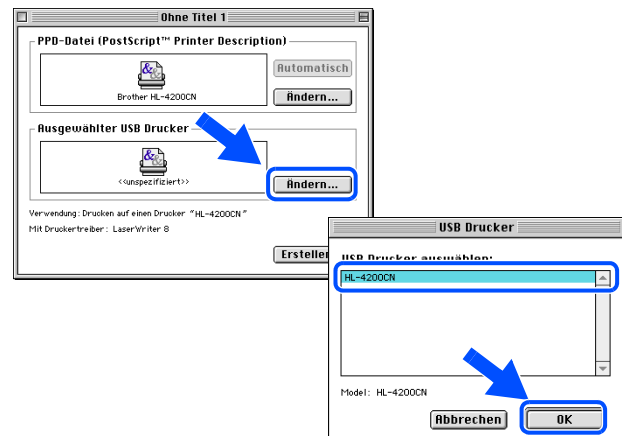 Ohne Titel 1
PPD-Datei (PostScript™ Printer Description)
Automatisch
Brother HL-4200CN
Ändern...
Ausgewählter USB Drucker
<<unspezifiziert>>
Ändern...
Verwendung: Drucken auf einen Drucker "HL-4200CN"
Mit Druckertreiber: LaserWriter 8
Erstellen
USB Drucker
USB Drucker auswählen:
HL-4200CN
Model: HL-4200CN
Abbrechen
OK